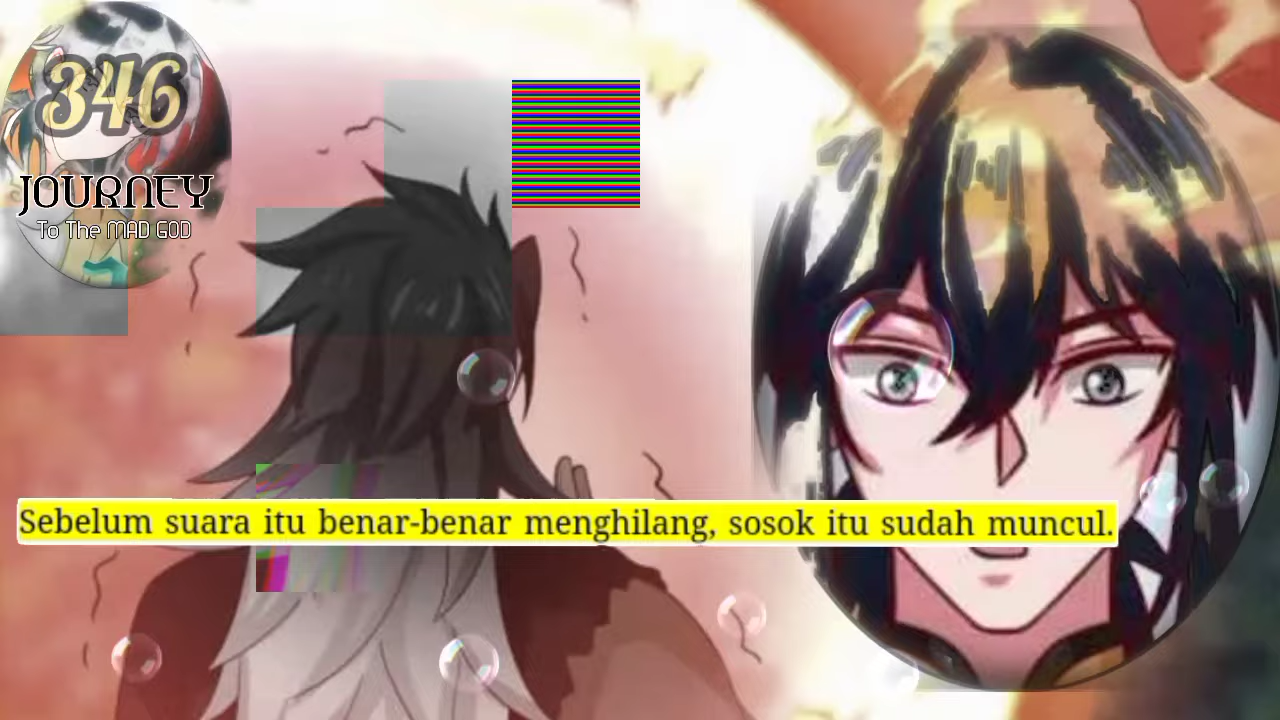 346
JOURNEY
To The MAD GOD
Sebelum suara itu benar-benar menghilang, sosok itu sudah muncul.